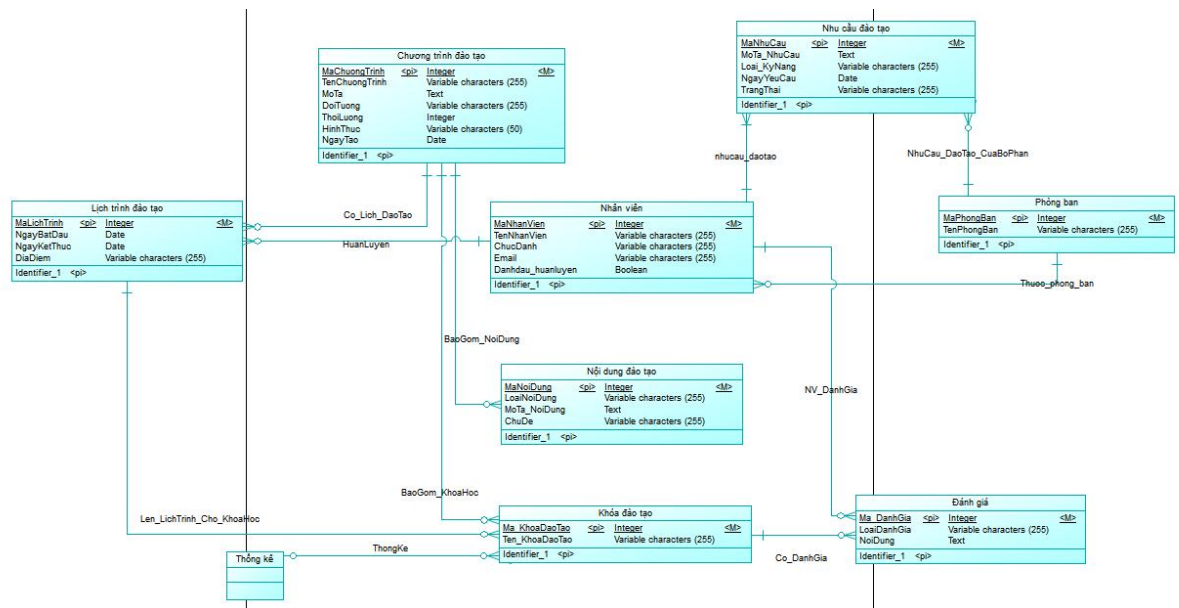 Nhu cầu đào tạo
MaNhuCau <pi> Integer <M>
MoTa_NhuCau Text
Loai_KyNang Variable characters (255)
NgayYeuCau Date
TrangThai Variable characters (255)
Identifier_1 <pi>
Chương trình đào tạo
MaChuongTrinh <pi> Integer <M>
TenChuongTrinh Variable characters (255)
MoTa Text
DoiTuong Variable characters (255)
ThoiLuong Integer
HinhThuc Variable characters (50)
NgayTao Date
Identifier_1 <pi>
nhucau_daotao
NhuCau_DaoTao_CuaBoPhan
Lịch trình đào tạo
MaLichTrinh <pi> Integer <M>
NgayBatDau Date
NgayKetThuc Date
DiaDiem Variable characters (255)
Identifier_1 <pi>
Co_Lich_DaoTao
HuanLuyen
Nhân viên
MaNhanVien <pi> Integer <M>
TenNhanVien Variable characters (255)
ChucDanh Variable characters (255)
Email Variable characters (255)
Danhdau_huanluyen Boolean
Identifier_1 <pi>
Phòng ban
MaPhongBan <pi> Integer <M>
TenPhongBan Variable characters (255)
Identifier_1 <pi>
Thuoc_phong_ban
BaoGom_NoiDung
Nội dung đào tạo
MaNoiDung <pi> Integer <M>
LoaiNoiDung Variable characters (255)
MoTa_NoiDung Text
ChuDe Variable characters (255)
Identifier_1 <pi>
NV_DanhGia
BaoGom_KhoaHoc
Len_LichTrinh_Cho_KhoaHoc
Khóa đào tạo
Ma_KhoaDaoTao <pi> Integer <M>
Ten_KhoaDaoTao Variable characters (255)
Identifier_1 <pi>
Đánh giá
Ma_DanhGia <pi> Integer <M>
LoaiDanhGia Variable characters (255)
NoiDung Text
Identifier_1 <pi>
Thống kê
ThongKe
Co_DanhGia